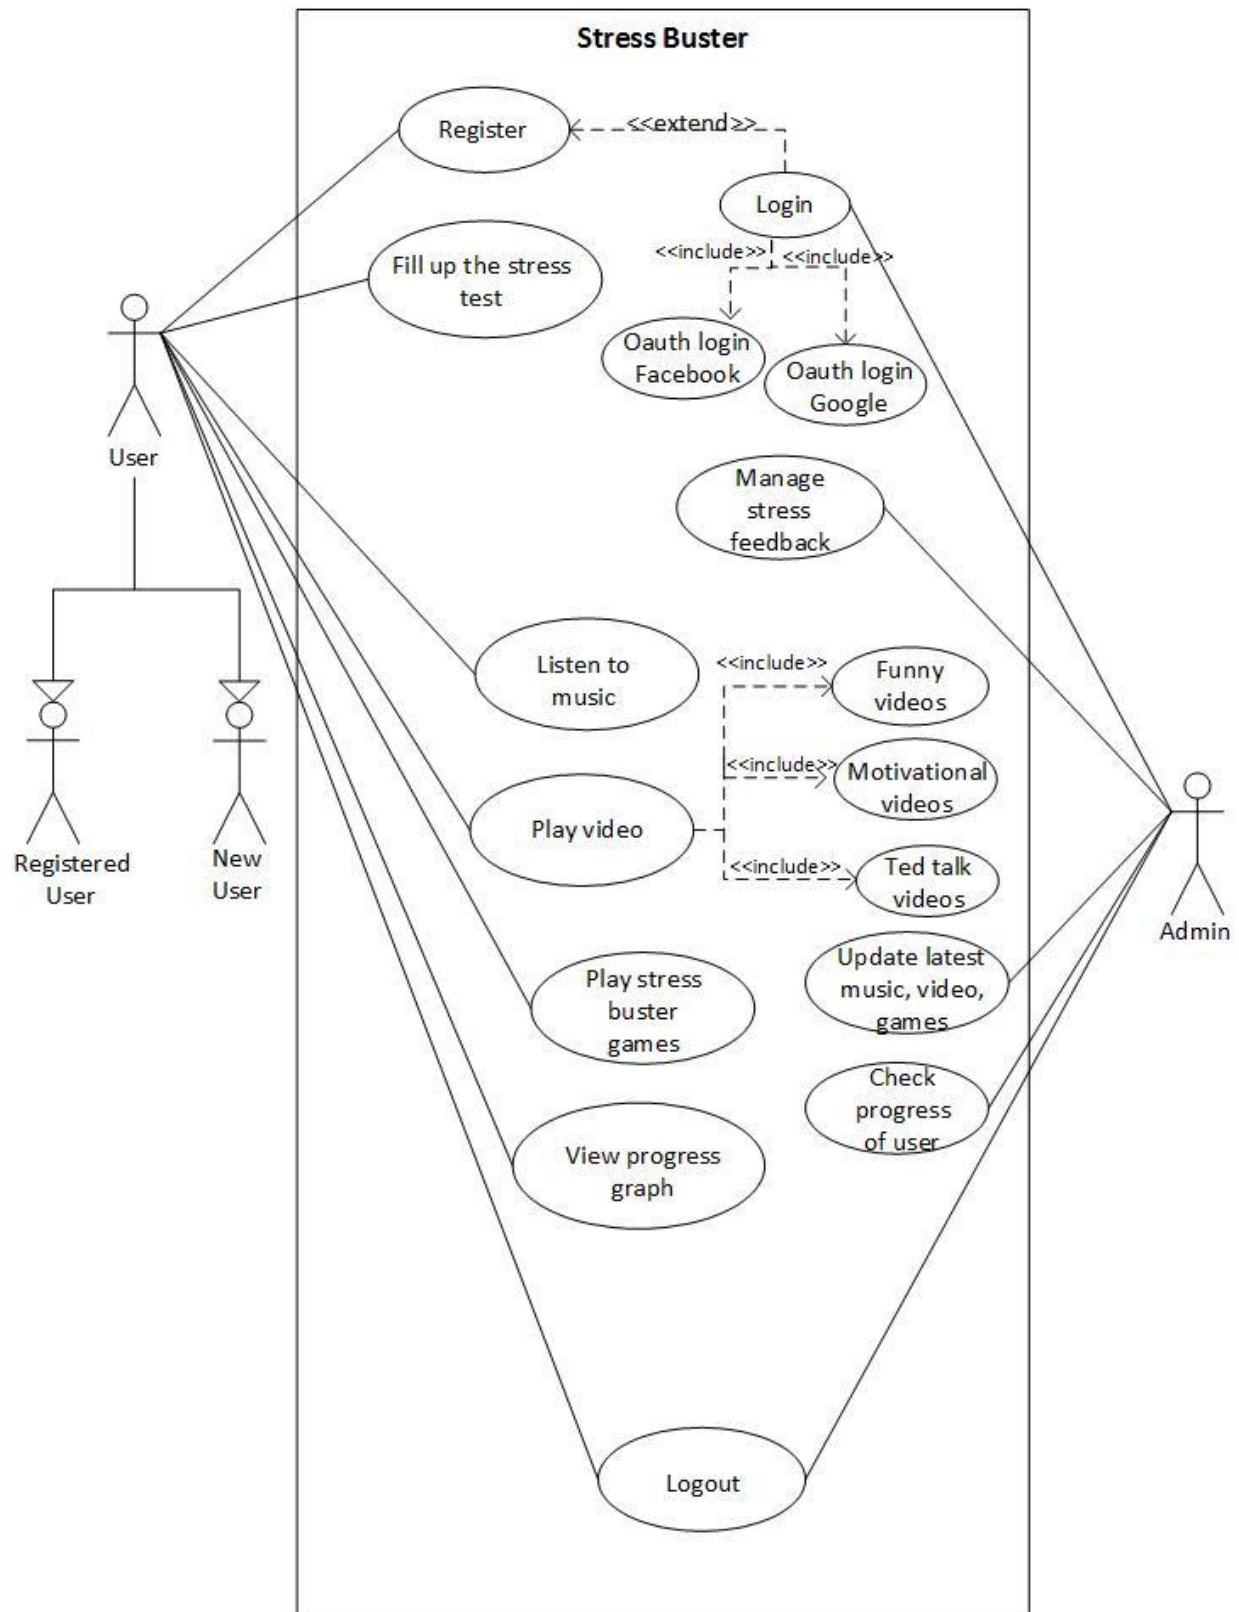 Stress Buster
Register
<<extend>>
Login
<<include>>
<<include>>
Fill up the stress
test
Oauth login
Facebook
Oauth login
Google
User
Manage
stress
feedback
Listen to
music
<<include>>
Funny
videos
<<include>>
Motivational
videos
Play video
<<include>>
Ted talk
videos
Registered
User
New
User
Admin
Update latest
music, video,
games
Play stress
buster
games
Check
progress
of user
View progress
graph
Logout